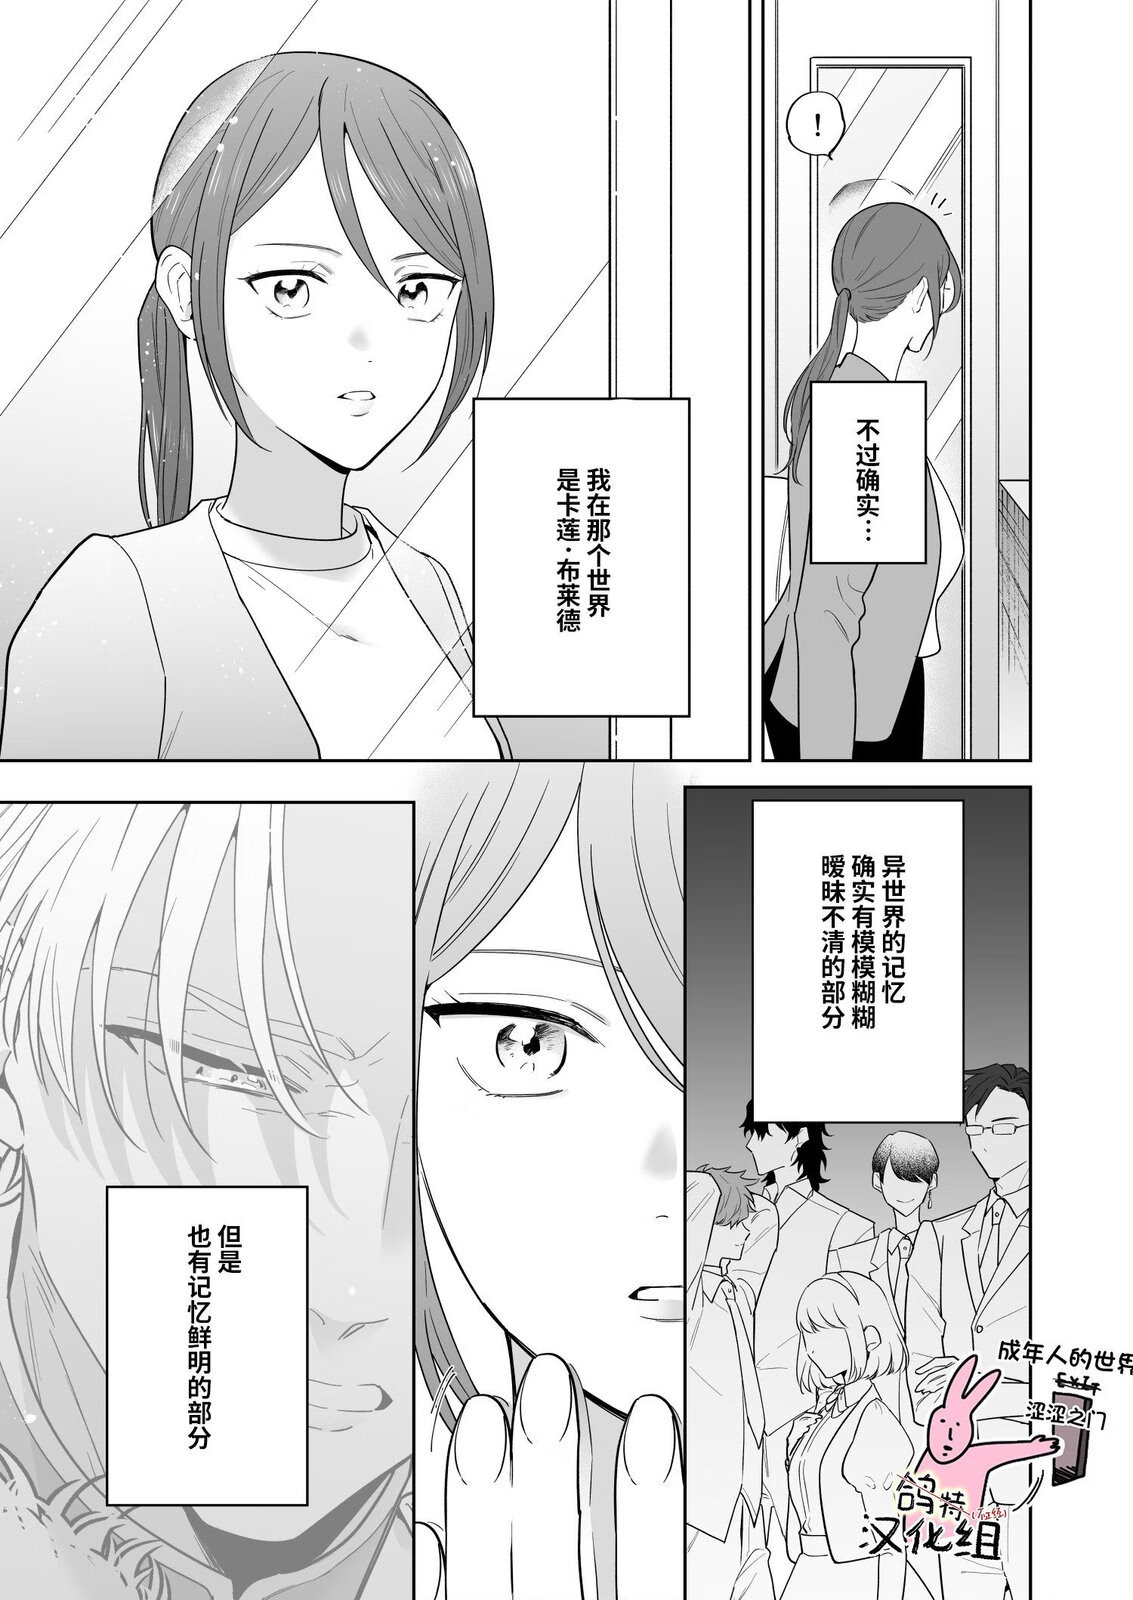 ！
不过确实…
我在那个世界
是卡莲·布莱德
异世界的记忆
确实有模模糊糊
暧昧不清的部分
但是
也有记忆鲜明的部分
成年人的世界
EXIT
涩涩之门
鸽特
汉化组